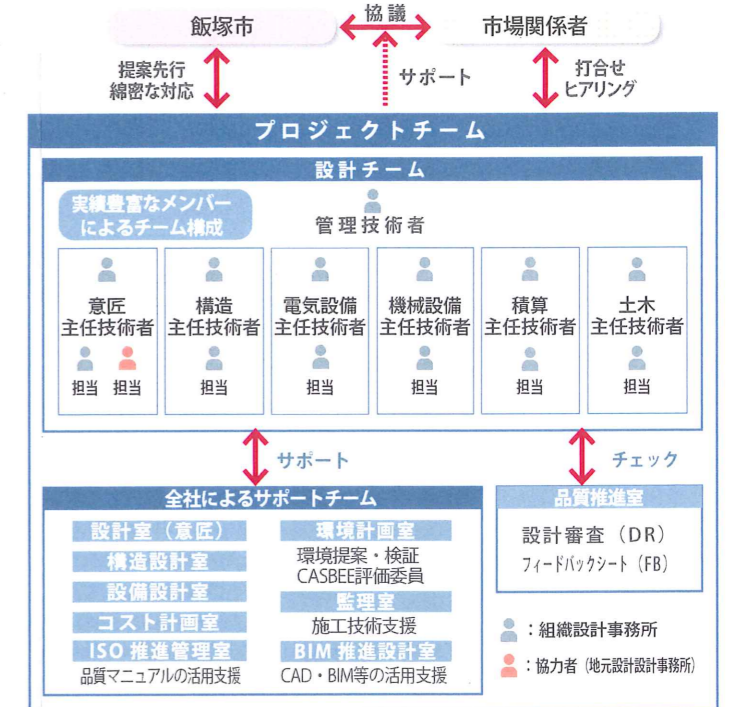 飯塚市
協議
市場関係者
提案先行
綿密な対応
サポート
打合せ
ヒアリング
プロジェクトチーム
設計チーム
実績豊富なメンバー
によるチーム構成
管理技術者
意匠
主任技術者
担当 担当
構造
主任技術者
担当
電気設備
主任技術者
担当
機械設備
主任技術者
担当
積算
主任技術者
担当
土木
主任技術者
担当
サポート
チェック
全社によるサポートチーム
設計室（意匠）
構造設計室
設備設計室
コスト計画室
ISO 推進管理室
品質マニュアルの活用支援
環境計画室
環境提案・検証
CASBEE評価委員
監理室
施工技術支援
BIM 推進設計室
CAD・BIM等の活用支援
品質推進室
設計審査（DR）
フィードバックシート（FB）
：組織設計事務所
：協力者（地元設計設計事務所）